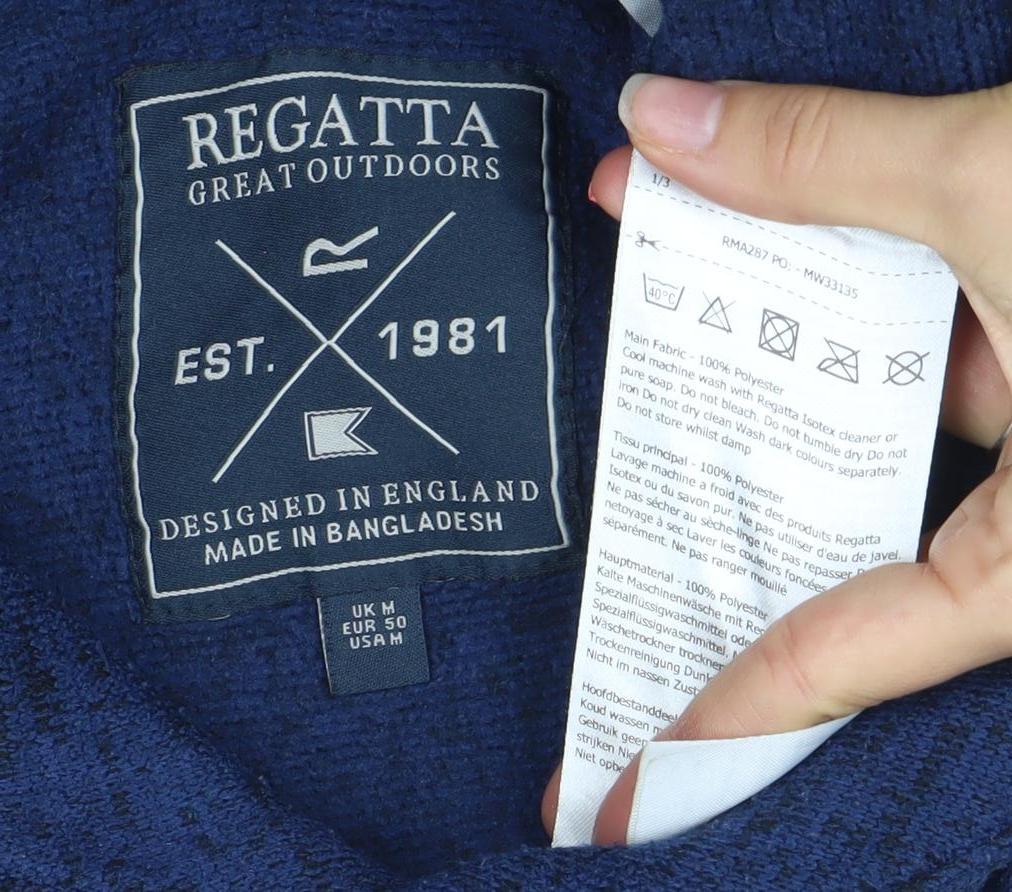 REGATTA
GREAT OUTDOORS
R
EST. 1981
DESIGNED IN ENGLAND
MADE IN BANGLADESH
UK M
EUR 50
USA M
1/3
RMA287 PO: - MW33135
40°C
Main Fabric - 100% Polyester
Cool machine wash with Regatta Isotex cleaner or
pure soap. Do not bleach. Do not tumble dry Do not
iron Do not dry clean Wash dark colours separately.
Do not store whilst damp
Tissu principal - 100% Polyester
Lavage machine à froid avec des produits Regatta
Isotex ou du savon pur. Ne pas utiliser d'eau de javel.
Ne pas sécher au sèche-linge Ne pas repasser
netoyage à sec Laver les couleurs foncées
séparément. Ne pas ranger mouillé
Hauptmaterial - 100% Polyester
Kalte Maschinenwäsche mit
Spezialflüssigwaschmittel
Spezialflüssigwaschmittel,
Wäschetrockner
Trockenreinigung
Nicht im nassen
Hoofdbestanddeel
Koud wassen
Gebruik
strijken
Niet